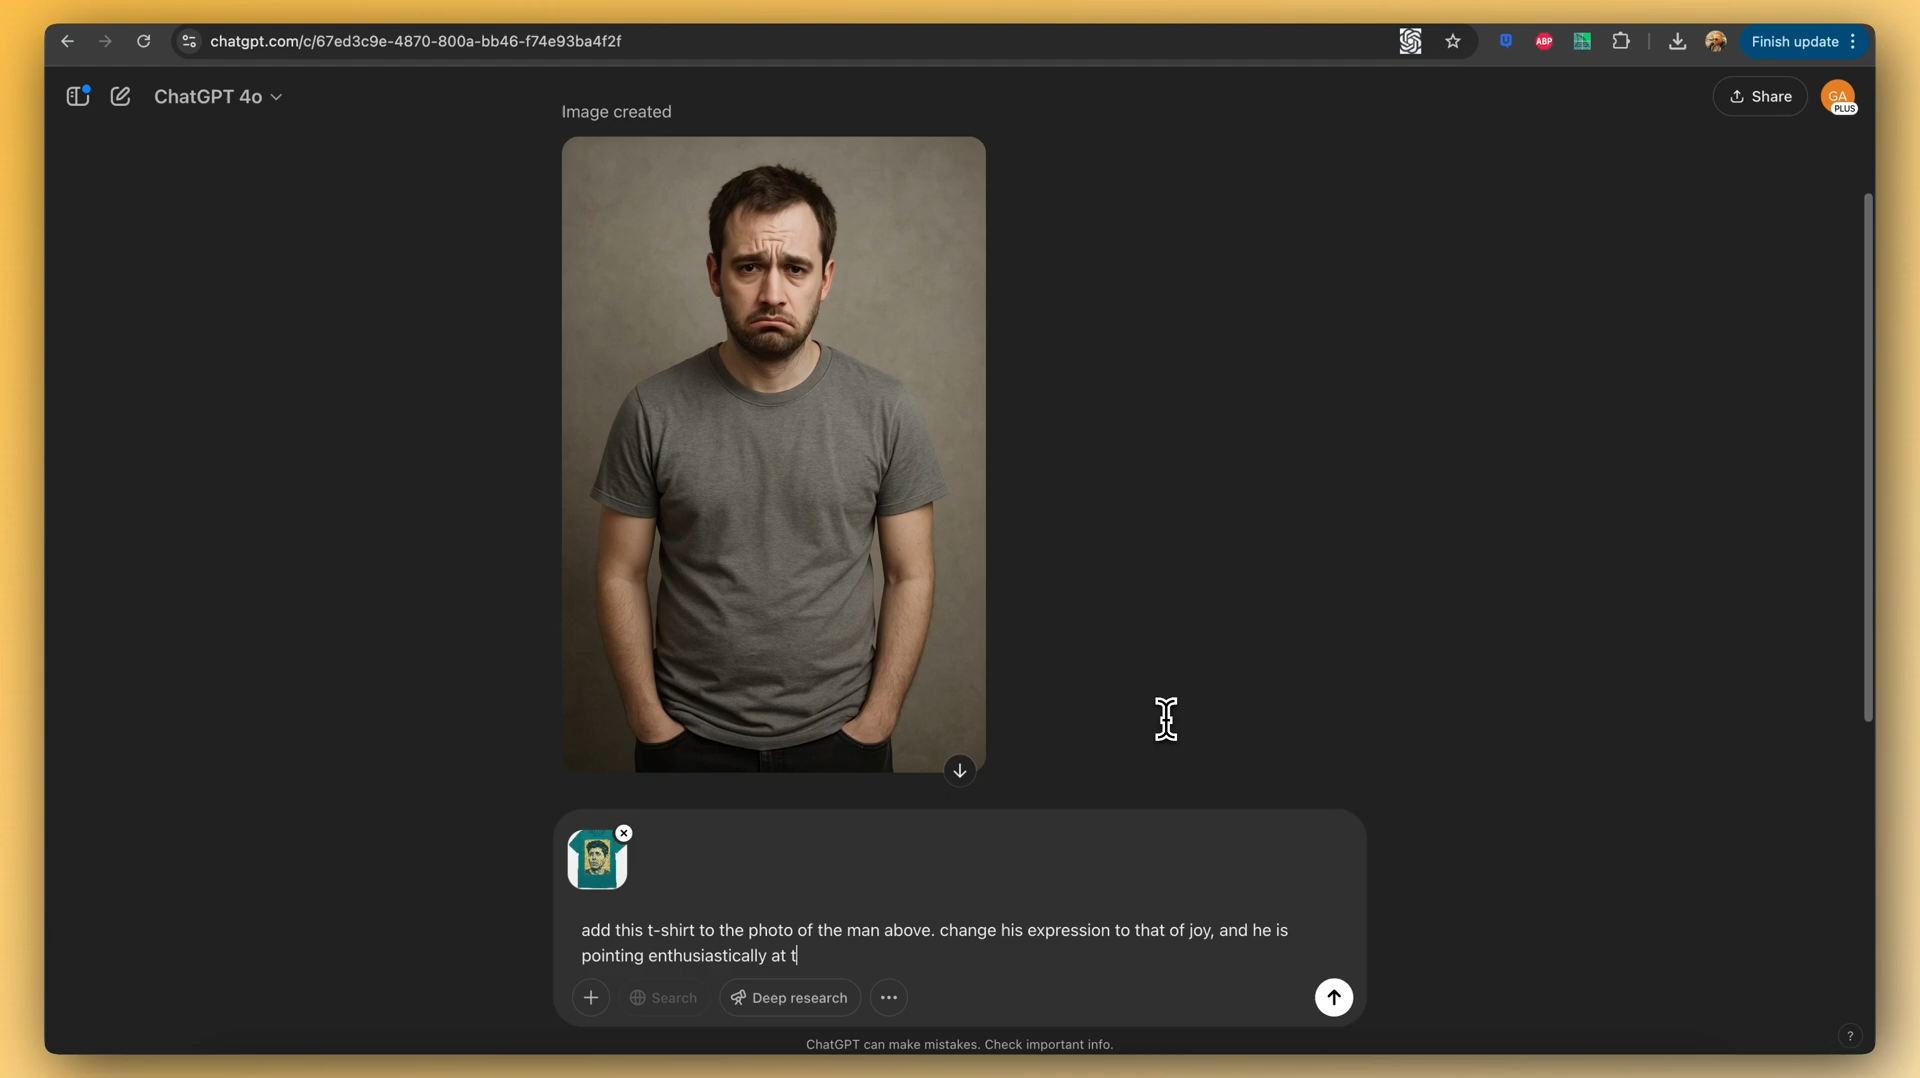 chatgpt.com/c/67ed3c9e-4870-800a-bb46-f74e93ba4f2f
ABP
Finish update
ChatGPT 4o
Share
GA
PLUS
Image created
add this t-shirt to the photo of the man above. change his expression to that of joy, and he is
pointing enthusiastically at t
Search
Deep research
ChatGPT can make mistakes. Check important info.
?